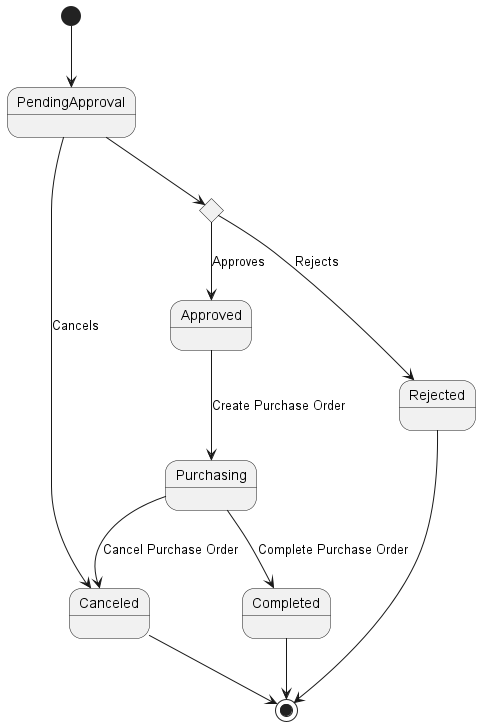 PendingApproval
Approves
Rejects
Approved
Cancels
Rejected
Create Purchase Order
Purchasing
Cancel Purchase Order
Complete Purchase Order
Canceled
Completed